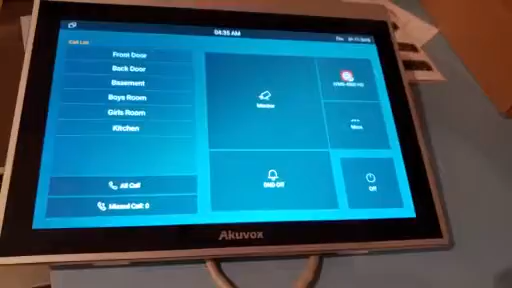 04:35 AM
Call List
Front Door
Back Door
Basement
Boys Room
Girls Room
Kitchen
All Call
Missed Call: 0
Monitor
More
DND Off
Off
Akuvox